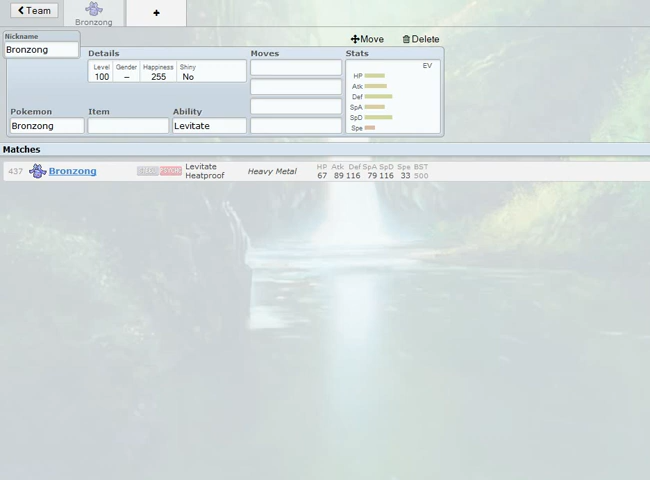 Team
Bronzong
+
Nickname
Bronzong
Move
Delete
Details
Moves
Stats
Level Gender Happiness Shiny
100 – 255 No
EV
HP
Atk
Def
SpA
SpD
Spe
Pokemon
Item
Ability
Bronzong
Levitate
Matches
437 Bronzong STEEL PSYCHC Levitate Heatproof Heavy Metal
HP Atk Def SpA SpD Spe BST
67 89 116 79 116 33 500